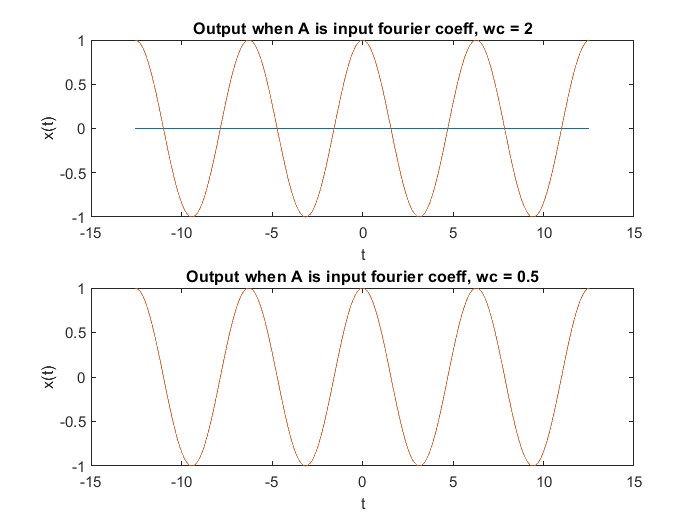 Output when A is input fourier coeff, wc = 2
1
0.5
0
-0.5
-1
x(t)
-15 -10 -5 0 5 10 15
t
Output when A is input fourier coeff, wc = 0.5
1
0.5
0
-0.5
-1
x(t)
-15 -10 -5 0 5 10 15
t